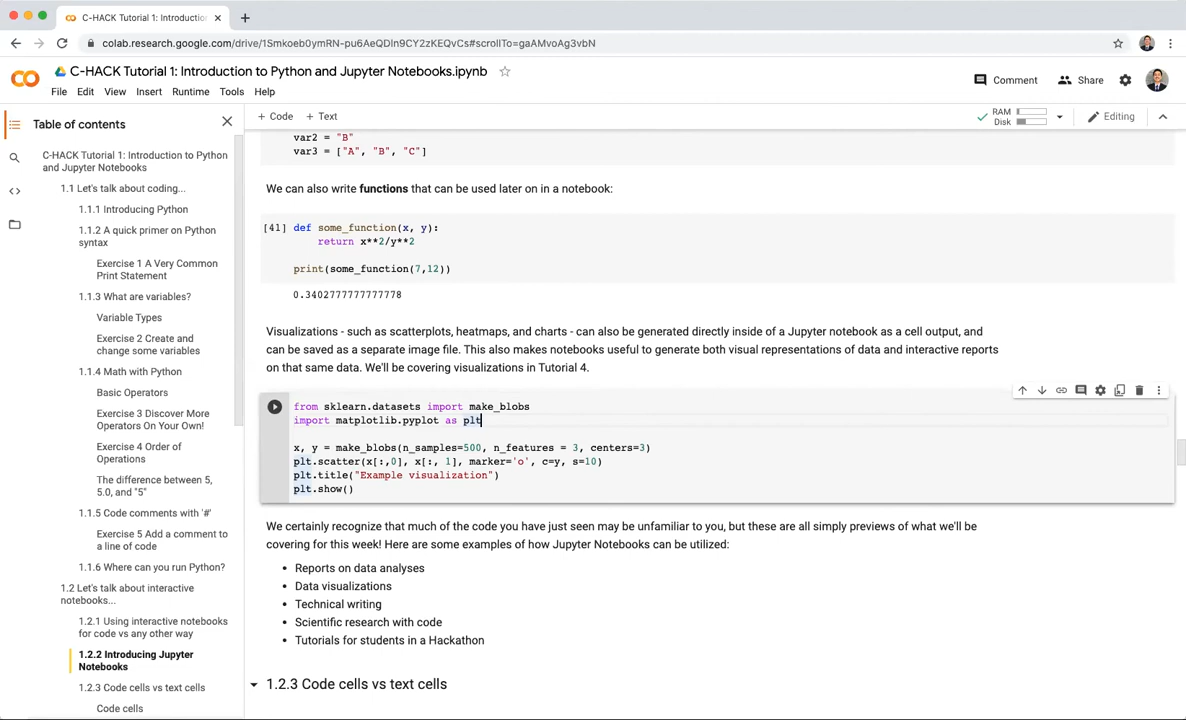 C-HACK Tutorial 1: Introduction
colab.research.google.com/drive/1Smkoeb0ymRN-pu6AeQDln9CY2zKEQvCs#scrollTo=gaAMvoAg3vbN
C-HACK Tutorial 1: Introduction to Python and Jupyter Notebooks.ipynb
Comment
Share
File Edit View Insert Runtime Tools Help
Table of contents
+ Code + Text
RAM
Disk
Editing
C-HACK Tutorial 1: Introduction to Python
and Jupyter Notebooks
1.1 Let's talk about coding...
1.1.1 Introducing Python
1.1.2 A quick primer on Python
syntax
Exercise 1 A Very Common
Print Statement
1.1.3 What are variables?
Variable Types
Exercise 2 Create and
change some variables
1.1.4 Math with Python
Basic Operators
Exercise 3 Discover More
Operators On Your Own!
Exercise 4 Order of
Operations
The difference between 5,
5.0, and "5"
1.1.5 Code comments with '#'
Exercise 5 Add a comment to
a line of code
1.1.6 Where can you run Python?
1.2 Let's talk about interactive
notebooks...
1.2.1 Using interactive notebooks
for code vs any other way
1.2.2 Introducing Jupyter
Notebooks
1.2.3 Code cells vs text cells
Code cells
var2 = "B"
var3 = ["A", "B", "C"]
We can also write functions that can be used later on in a notebook:
[41] def some_function(x, y):
return x**2/y**2
print(some_function(7,12))
0.3402777777777778
Visualizations - such as scatterplots, heatmaps, and charts - can also be generated directly inside of a Jupyter notebook as a cell output, and
can be saved as a separate image file. This also makes notebooks useful to generate both visual representations of data and interactive reports
on that same data. We'll be covering visualizations in Tutorial 4.
from sklearn.datasets import make_blobs
import matplotlib.pyplot as plt
x, y = make_blobs(n_samples=500, n_features = 3, centers=3)
plt.scatter(x[:,0], x[:, 1], marker='o', c=y, s=10)
plt.title("Example visualization")
plt.show()
We certainly recognize that much of the code you have just seen may be unfamiliar to you, but these are all simply previews of what we'll be
covering for this week! Here are some examples of how Jupyter Notebooks can be utilized:
• Reports on data analyses
• Data visualizations
• Technical writing
• Scientific research with code
• Tutorials for students in a Hackathon
1.2.3 Code cells vs text cells